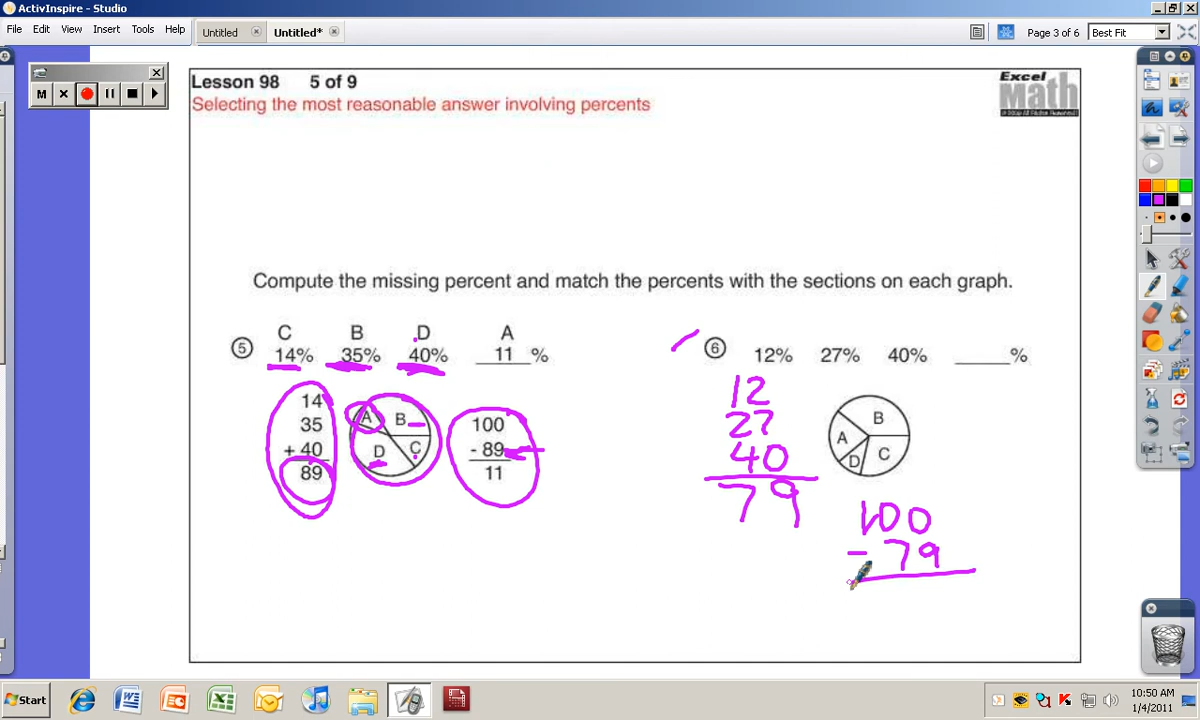 ActivInspire - Studio
File Edit View Insert Tools Help
Untitled
Untitled*
Page 3 of 6
Best Fit
M
Lesson 98 5 of 9
Selecting the most reasonable answer involving percents
Excel
Math
Compute the missing percent and match the percents with the sections on each graph.
C B D A
5 14% 35% 40% 11 %
14
35
+ 40
89
A B
D C
100
- 89
11
6 12% 27% 40% ____%
12
27
40
79
B
A C
D
100
- 79
Start
10:50 AM
1/4/2011